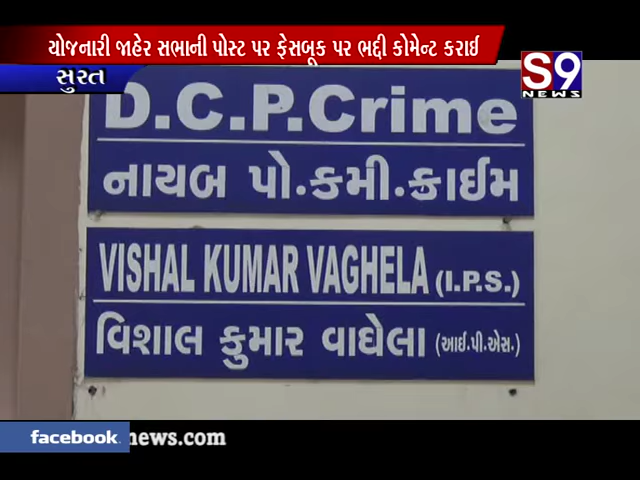 યોજનારી જાહેર સભાની પોસ્ટ પર ફેસબૂક પર ભદ્દી કોમેન્ટ કરાઈ
સુરત
S9
NEWS
D.C.P.Crime
નાયબ પો.કમી.ક્રાઈમ
VISHAL KUMAR VAGHELA (I.P.S.)
વિશાલ કુમાર વાઘેલા (આઈ.પી.એસ.)
facebook news.com